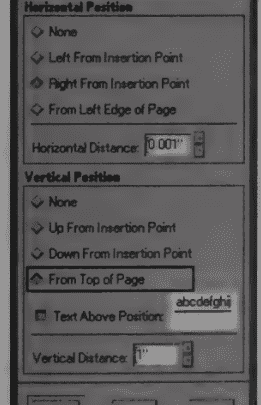 Horizontal Position
None
Left From Insertion Point
Right From Insertion Point
From Left Edge of Page
Horizontal Distance: 0.001"
Vertical Position
None
Up From Insertion Point
Down From Insertion Point
From Top of Page
Text Above Position: abcdefghij
Vertical Distance: 1"